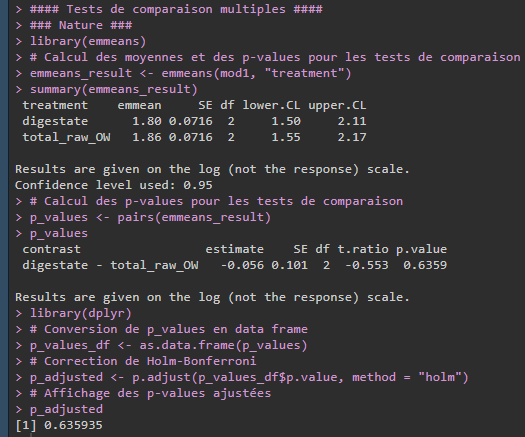 > #### Tests de comparaison multiples ####
> ### Nature ###
> library(emmeans)
> # Calcul des moyennes et des p-values pour les tests de comparaison
> emmeans_result <- emmeans(mod1, "treatment")
> summary(emmeans_result)
treatment emmean SE df lower.CL upper.CL
digestate 1.80 0.0716 2 1.50 2.11
total_raw_OW 1.86 0.0716 2 1.55 2.17
Results are given on the log (not the response) scale.
Confidence level used: 0.95
> # Calcul des p-values pour les tests de comparaison
> p_values <- pairs(emmeans_result)
> p_values
contrast estimate SE df t.ratio p.value
digestate - total_raw_OW -0.056 0.101 2 -0.553 0.6359
Results are given on the log (not the response) scale.
> library(dplyr)
> # Conversion de p_values en data frame
> p_values_df <- as.data.frame(p_values)
> # Correction de Holm-Bonferroni
> p_adjusted <- p.adjust(p_values_df$p.value, method = "holm")
> # Affichage des p-values ajustées
> p_adjusted
[1] 0.635935